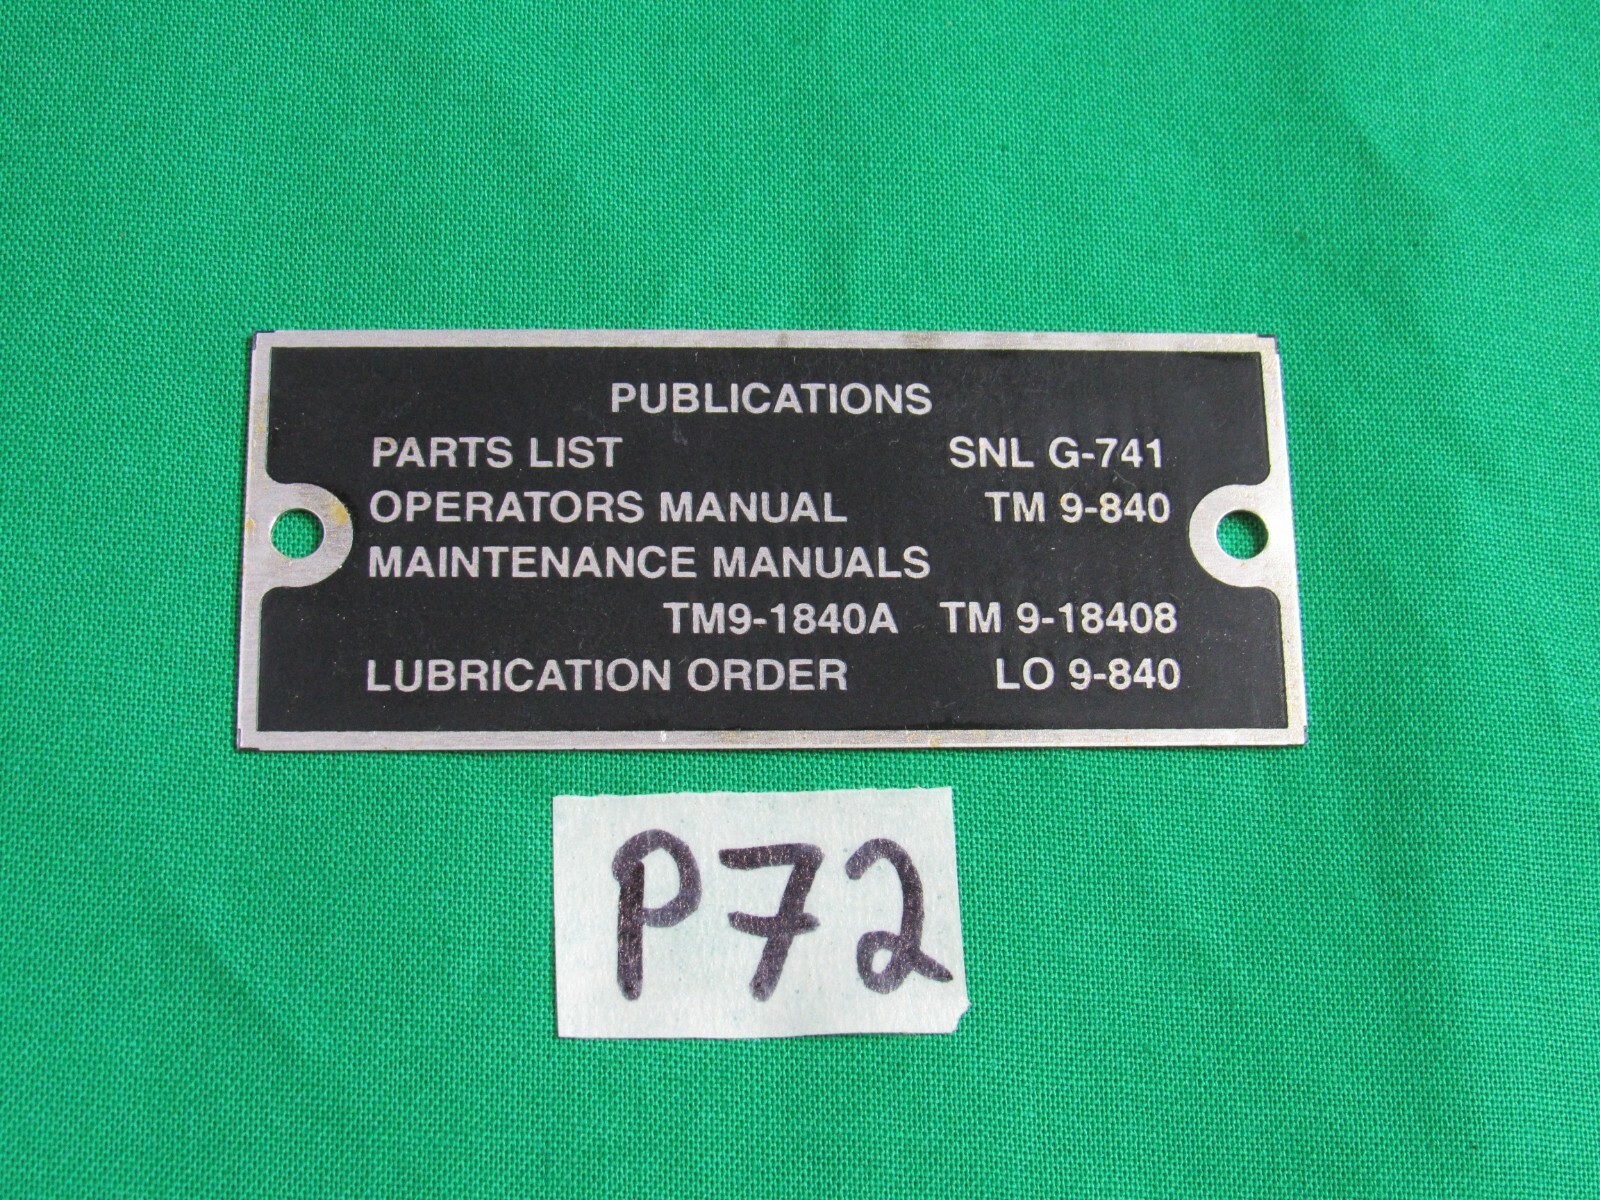 PUBLICATIONS
PARTS LIST SNL G-741
OPERATORS MANUAL TM 9-840
MAINTENANCE MANUALS
TM9-1840A TM 9-18408
LUBRICATION ORDER LO 9-840
P72